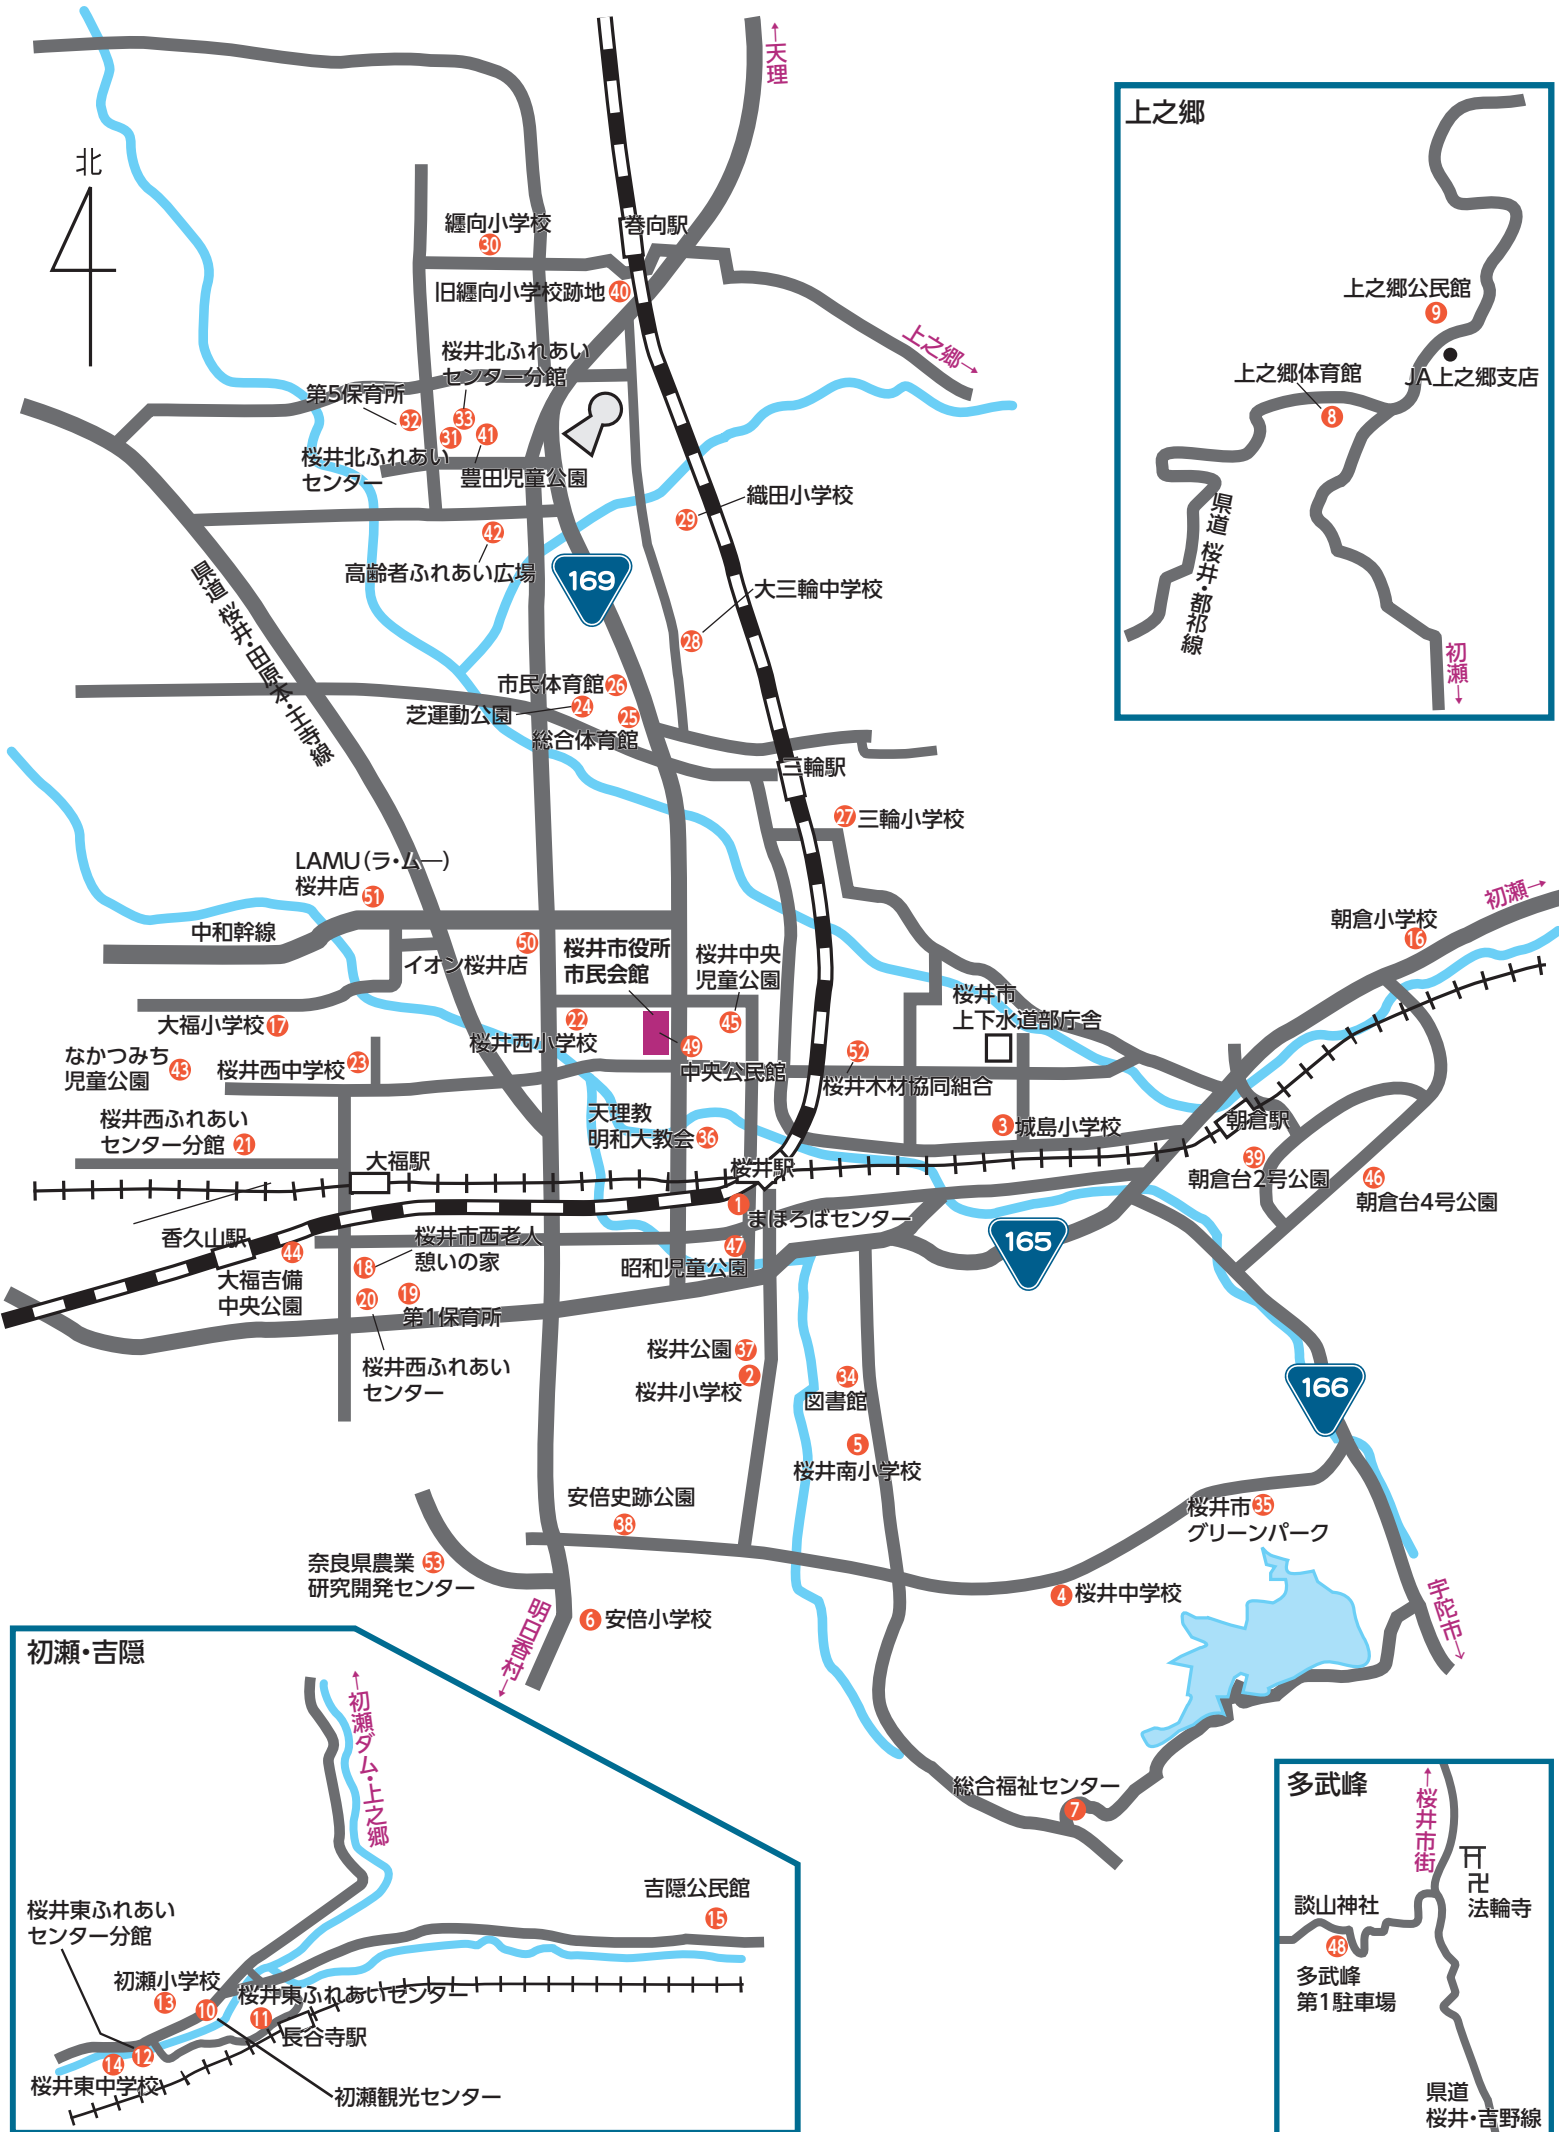 ←天理
北
上之郷
纒向小学校
30
巻向駅
旧纒向小学校跡地 40
上之郷→
桜井北ふれあい
センター分館
33
第5保育所
32
31
41
桜井北ふれあい
センター
豊田児童公園
上之郷公民館
9
JA上之郷支店
上之郷体育館
8
県道 桜井・都祁線
初瀬→
織田小学校
29
42
高齢者ふれあい広場
169
県道 桜井・田原本・王寺線
大三輪中学校
28
市民体育館 26
24
芝運動公園
25
総合体育館
三輪駅
27 三輪小学校
LAMU(ラ・ムー)
桜井店 51
中和幹線
50
イオン桜井店
桜井市役所
市民会館
桜井中央
児童公園
45
初瀬→
朝倉小学校
16
桜井市
上下水道部庁舎
大福小学校 17
22
桜井西小学校
49
中央公民館
52
桜井木材協同組合
なかつみち
児童公園 43
桜井西中学校 23
桜井西ふれあい
センター分館 21
天理教
明和大教会 36
3 城島小学校
朝倉駅
39
朝倉台2号公園
46
朝倉台4号公園
大福駅
桜井駅
1
まほろばセンター
香久山駅
44
大福吉備
中央公園
桜井市西老人
憩いの家
18
47
昭和児童公園
165
20
19
第1保育所
桜井西ふれあい
センター
桜井公園 37
2
桜井小学校
34
図書館
166
5
桜井南小学校
安倍史跡公園
38
桜井市 35
グリーンパーク
奈良県農業 53
研究開発センター
4 桜井中学校
6 安倍小学校
明日香村→
宇陀市→
総合福祉センター
7
初瀬・吉隠
←初瀬ダム・上之郷
吉隠公民館
15
桜井東ふれあい
センター分館
初瀬小学校
13
10
桜井東ふれあいセンター
11
長谷寺駅
12
14
桜井東中学校
初瀬観光センター
多武峰
←桜井市街
卍
法輪寺
談山神社
48
多武峰
第1駐車場
県道
桜井・吉野線